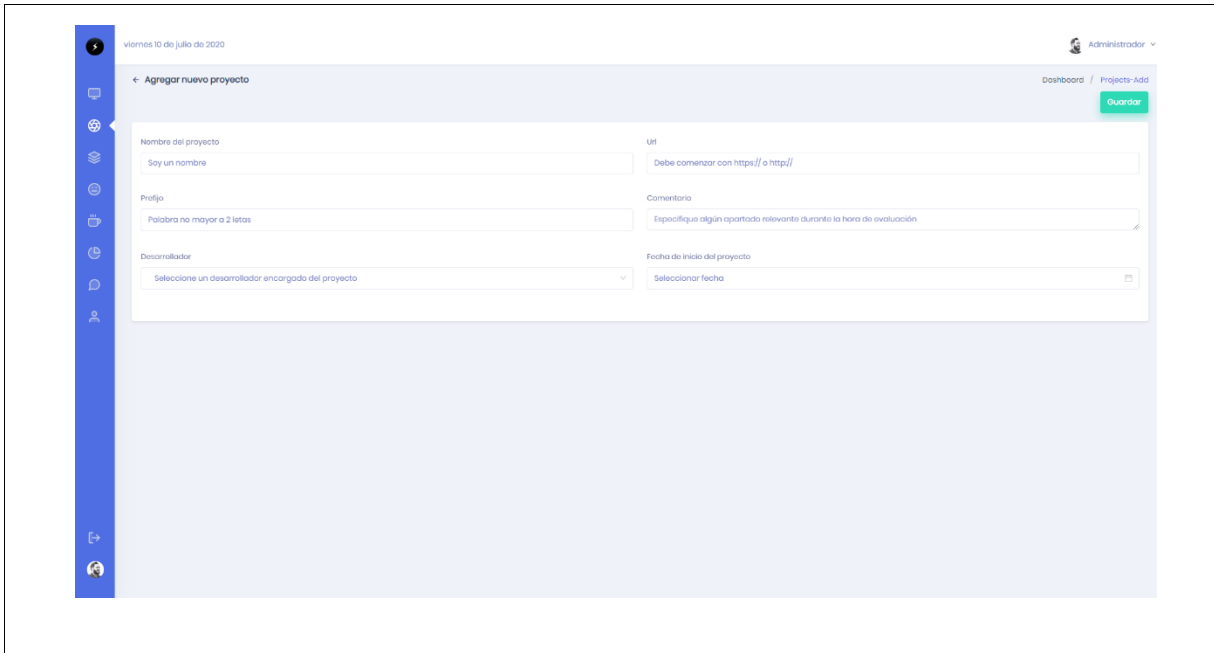 viernes 10 de julio de 2020
Administrador
Agregar nuevo proyecto
Dashboard / Projects-Add
Guardar
Nombre del proyecto
Url
Soy un nombre
Debe comenzar con https:// o http://
Prefijo
Comentario
Palabra no mayor a 2 letas
Especifique algún apartado relevante durante la hora de evaluación
Desarrollador
Fecha de inicio del proyecto
Seleccione un desarrollador encargado del proyecto
Seleccionar fecha